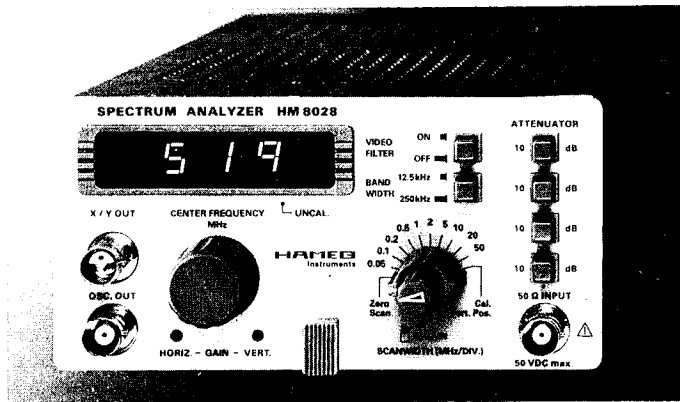 SPECTRUM ANALYZER HM 8028
519
X / Y OUT
CENTER FREQUENCY
MHz
UNCAL.
OSC. OUT
HORIZ. – GAIN – VERT.
HAMEG
Instruments
VIDEO
FILTER
ON
OFF
BAND
WIDTH
12.5kHz
250kHz
0.05
0.1
0.2
0.5
1
2
5
10
20
50
Zero
Scan
Cal.
Pos.
SCANWIDTH (MHz/DIV.)
ATTENUATOR
10 dB
10 dB
10 dB
10 dB
50 Ω INPUT
50 VDC max.